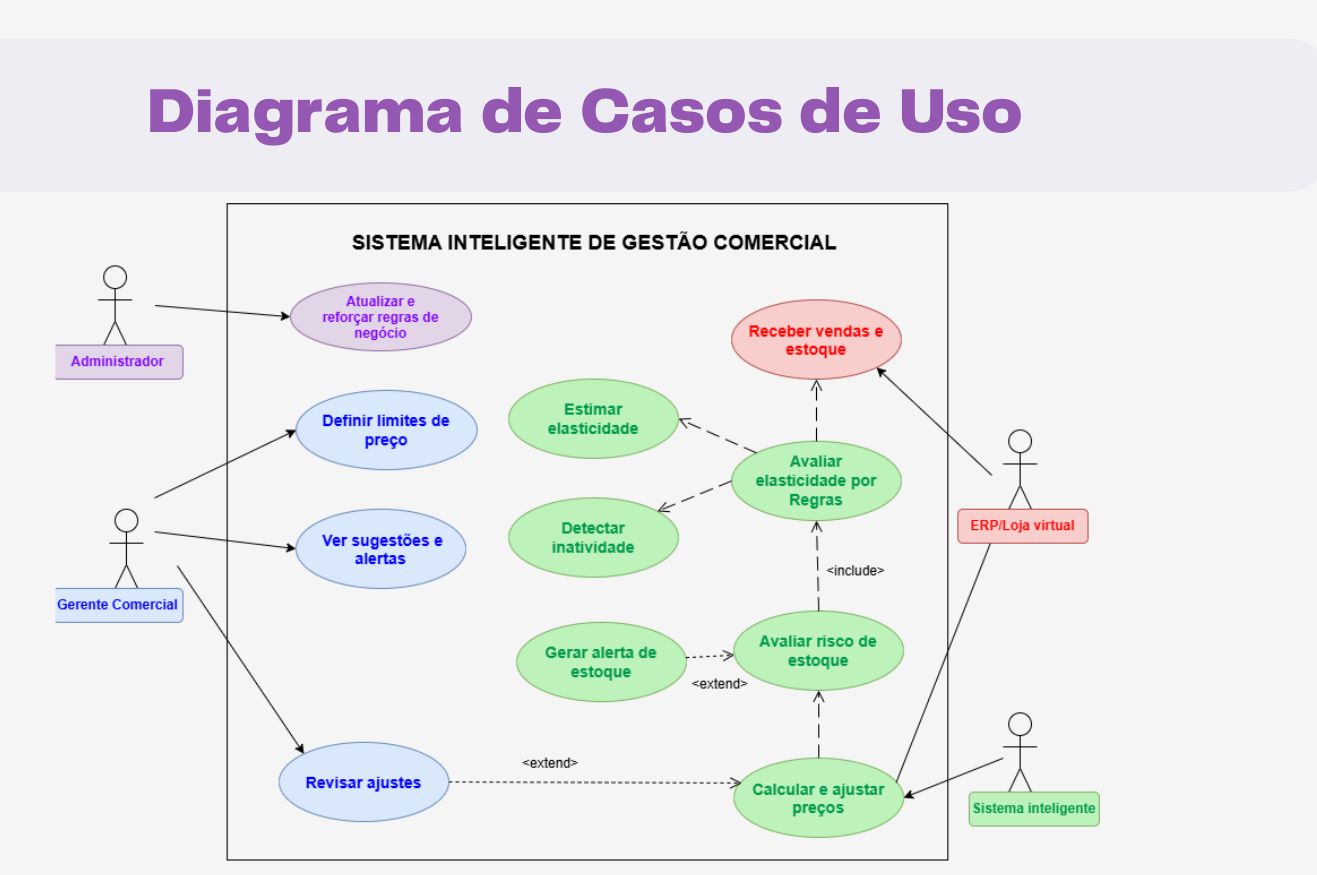 Diagrama de Casos de Uso
SISTEMA INTELIGENTE DE GESTÃO COMERCIAL
Atualizar e
reforçar regras de
negócio
Administrador
Receber vendas e
estoque
Definir limites de
preço
Estimar
elasticidade
Avaliar
elasticidade por
Regras
ERP/Loja virtual
Ver sugestões e
alertas
Detectar
inatividade
<include>
Gerente Comercial
Gerar alerta de
estoque
Avaliar risco de
estoque
<extend>
Revisar ajustes
<extend>
Calcular e ajustar
preços
Sistema inteligente